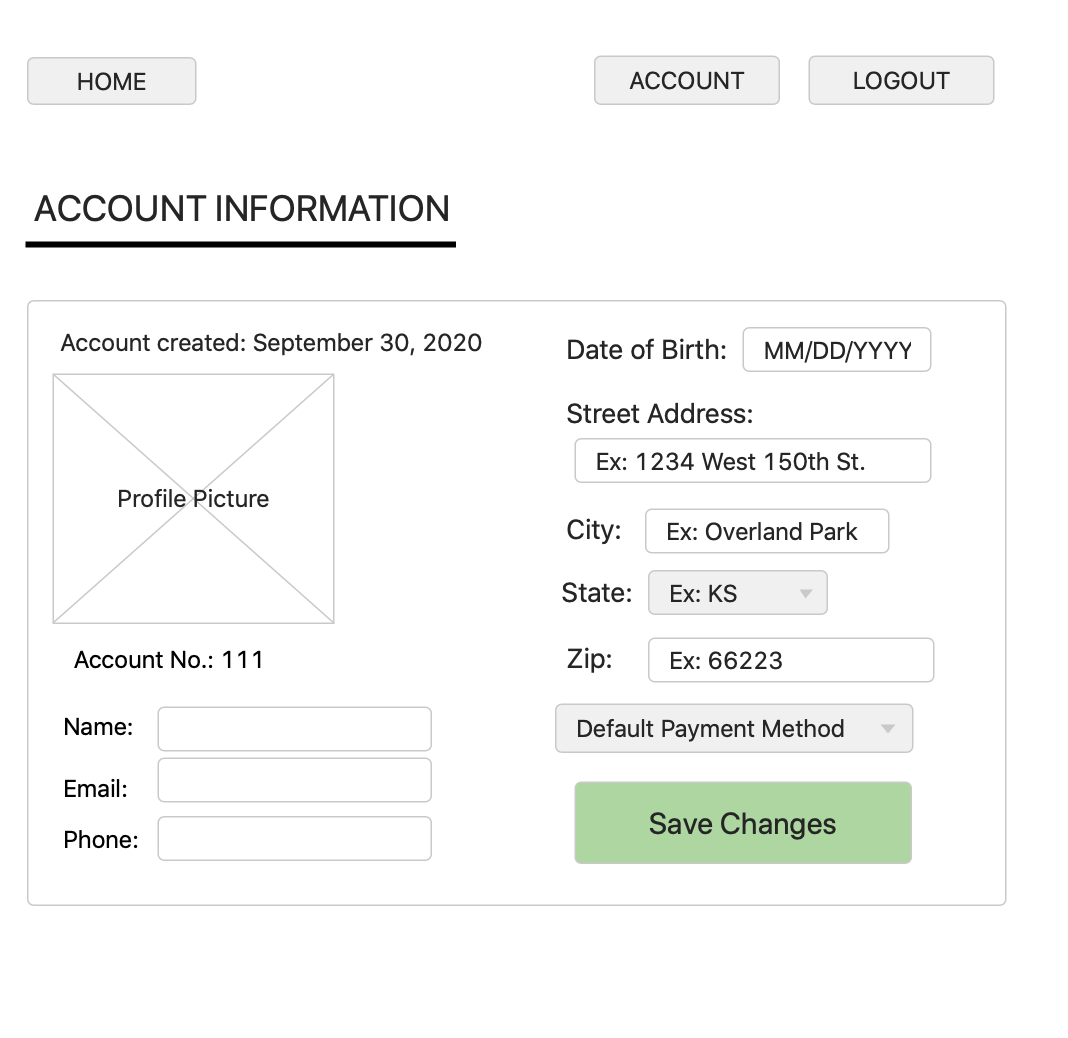 HOME
ACCOUNT
LOGOUT
ACCOUNT INFORMATION
Account created: September 30, 2020
Profile Picture
Account No.: 111
Name:
Email:
Phone:
Date of Birth: MM/DD/YYYY
Street Address:
Ex: 1234 West 150th St.
City: Ex: Overland Park
State: Ex: KS
Zip: Ex: 66223
Default Payment Method
Save Changes